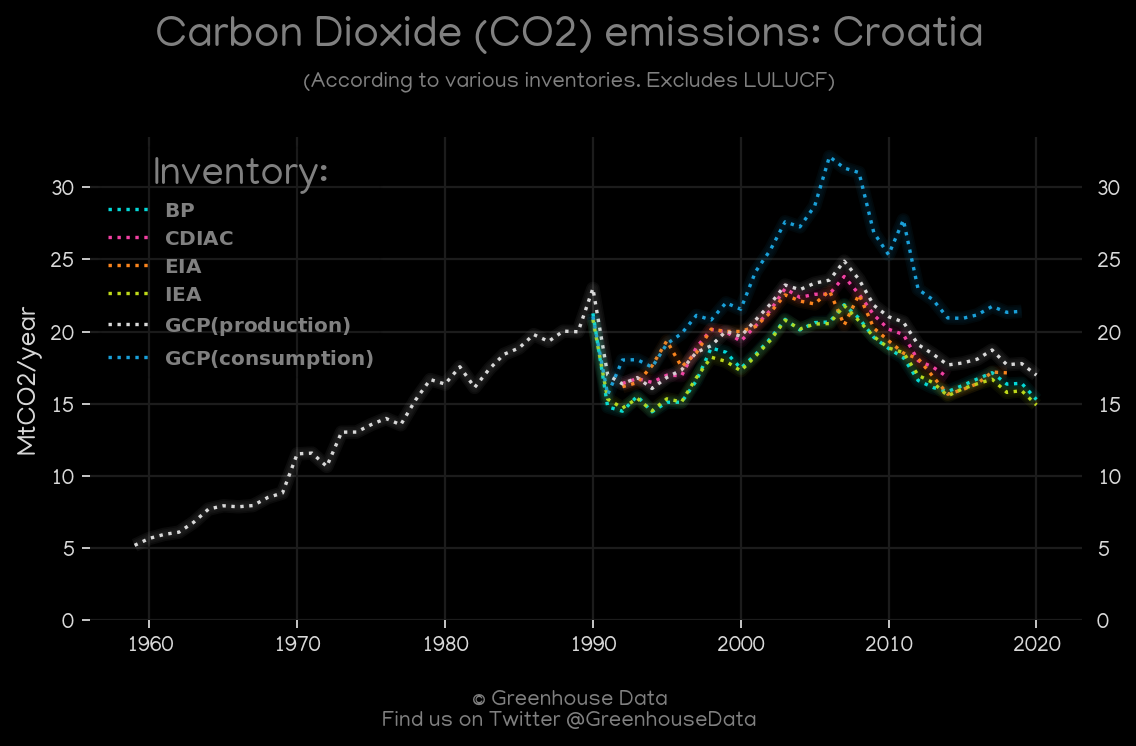 Carbon Dioxide (CO2) emissions: Croatia
(According to various inventories. Excludes LULUCF)
Inventory:
BP
CDIAC
EIA
IEA
GCP(production)
GCP(consumption)
MtCO2/year
30
25
20
15
10
5
0
30
25
20
15
10
5
0
1960 1970 1980 1990 2000 2010 2020
© Greenhouse Data
Find us on Twitter @GreenhouseData